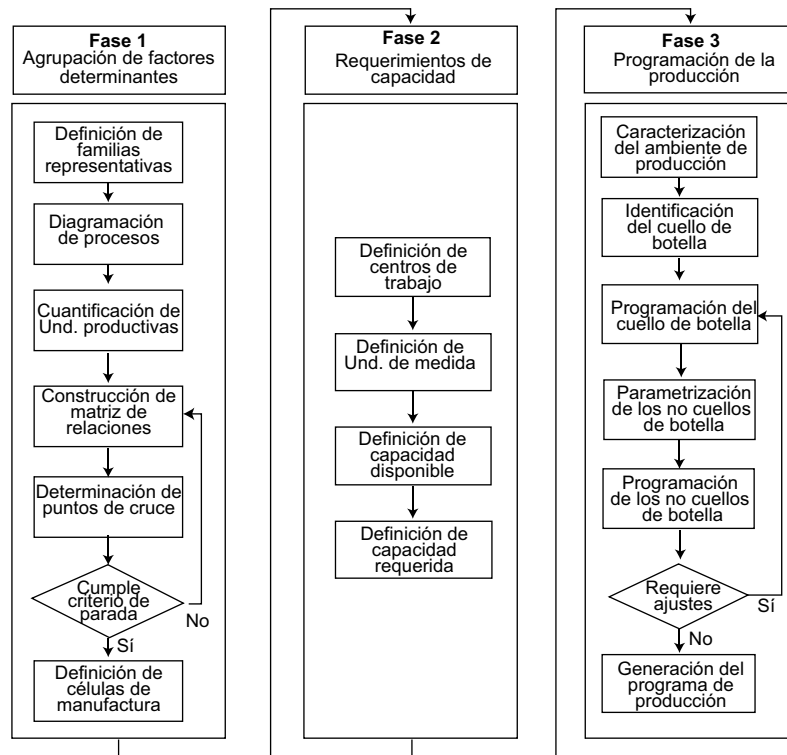 Fase 1
Agrupación de factores
determinantes
Definición de
familias
representativas
Diagramación
de procesos
Cuantificación de
Und. productivas
Construcción de
matriz de
relaciones
Determinación de
puntos de cruce
Cumple
criterio de
parada
No
Sí
Definición de
células de
manufactura
Fase 2
Requerimientos de
capacidad
Definición de
centros de
trabajo
Definición de
Und. de medida
Definición de
capacidad
disponible
Definición de
capacidad
requerida
Fase 3
Programación de la
producción
Caracterización
del ambiente de
producción
Identificación
del cuello de
botella
Programación del
cuello de botella
Parametrización
de los no cuellos
de botella
Programación
de los no cuellos
de botella
Requiere
ajustes
Sí
No
Generación del
programa de
producción